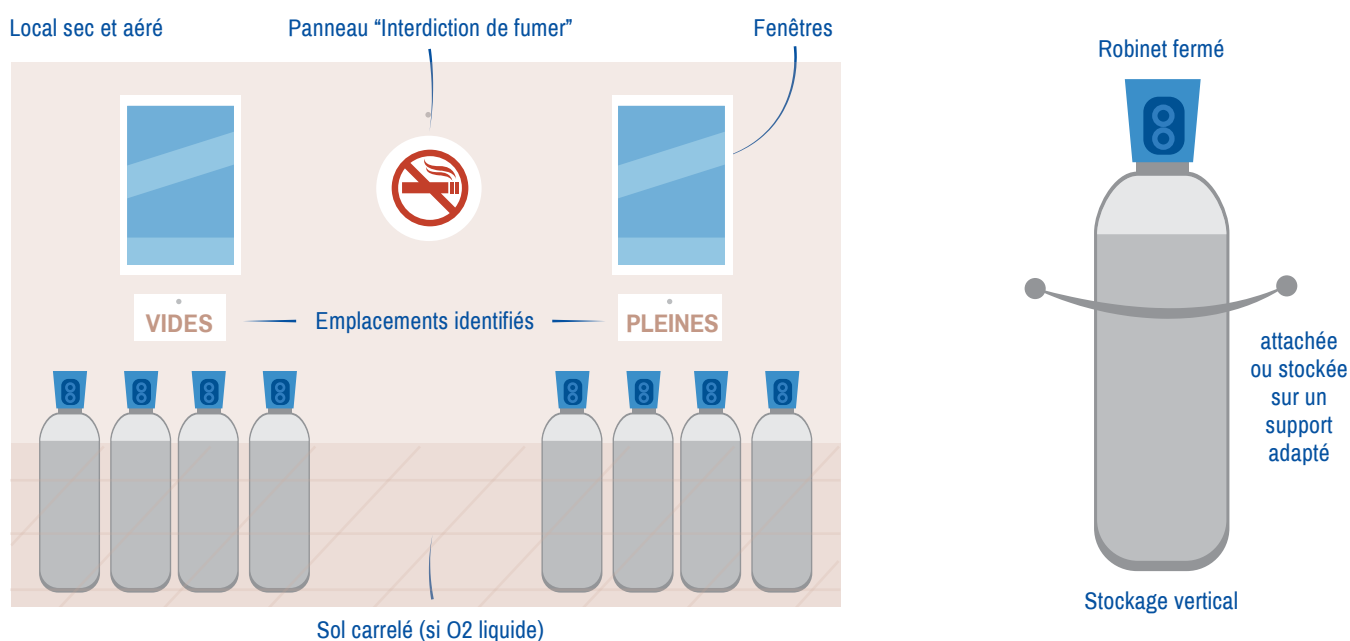 Local sec et aéré
Panneau “Interdiction de fumer”
Fenêtres
VIDES
Emplacements identifiés
PLEINES
Sol carrelé (si O2 liquide)
Robinet fermé
attachée
ou stockée
sur un
support
adapté
Stockage vertical